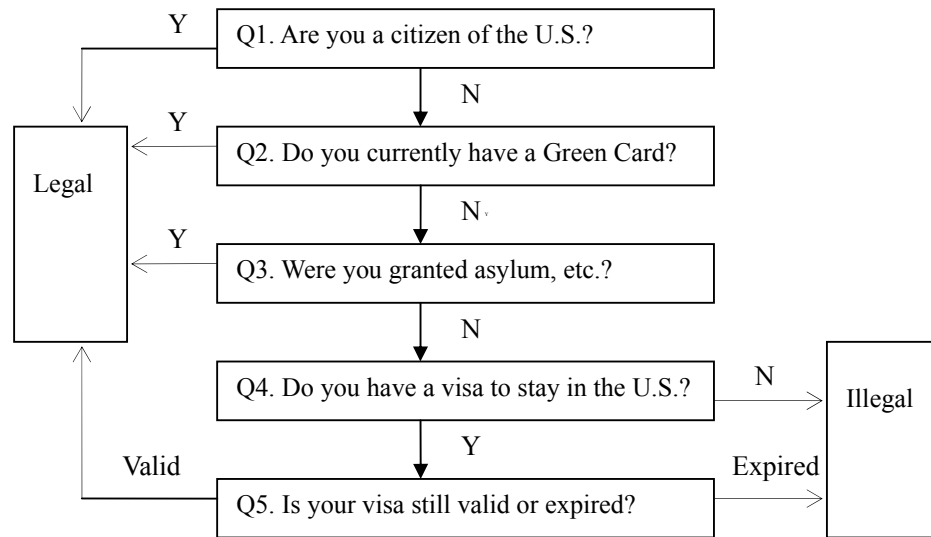 Y
Q1. Are you a citizen of the U.S.?
N
Y
Q2. Do you currently have a Green Card?
Legal
N
Y
Q3. Were you granted asylum, etc.?
N
Q4. Do you have a visa to stay in the U.S.?
N
Illegal
Y
Valid
Expired
Q5. Is your visa still valid or expired?